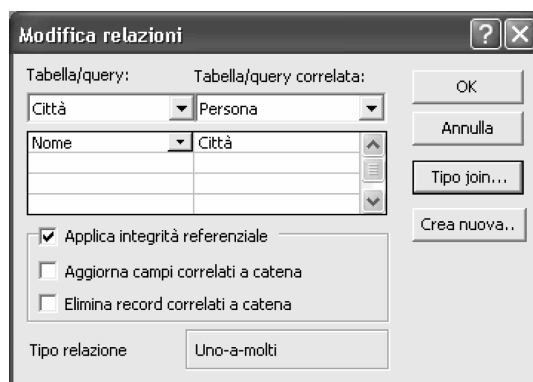 Modifica relazioni
Tabella/query: Tabella/query correlata:
Città Persona
Nome Città
Applica integrità referenziale
Aggiorna campi correlati a catena
Elimina record correlati a catena
Tipo relazione Uno-a-molti
OK
Annulla
Tipo join...
Crea nuova..